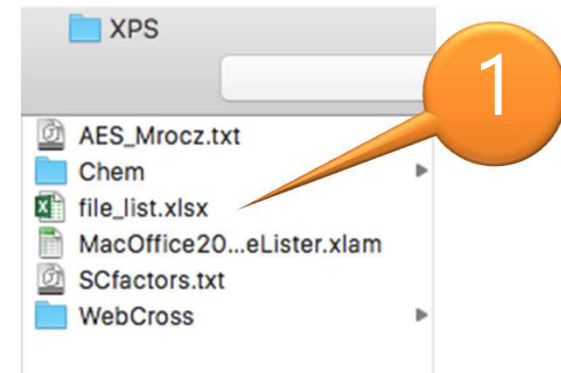 XPS
1
AES_Mrocz.txt
Chem
file_list.xlsx
MacOffice20...eLister.xlam
SCfactors.txt
WebCross